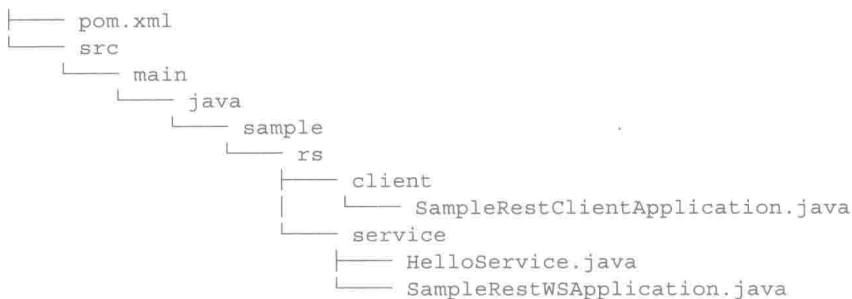 pom.xml
src
main
java
sample
rs
client
SampleRestClientApplication.java
service
HelloService.java
SampleRestWSApplication.java